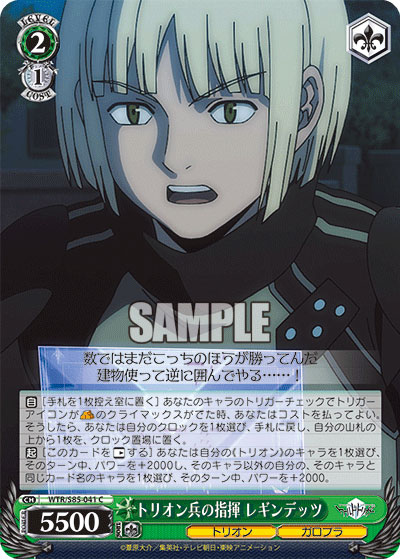 LEVEL
2
1
COST
SAMPLE
数ではまだこっちのほうが勝ってんだ
建物使って逆に囲んでやる……！
自 [手札を1枚控え室に置く] あなたのキャラのトリガーチェックでトリガー
アイコンが のクライマックスがでた時、あなたはコストを払ってよい。
そうしたら、あなたは自分のクロックを1枚選び、手札に戻し、自分の山札の
上から1枚を、クロック置場に置く。
起 [このカードを する] あなたは自分の《トリオン》のキャラを1枚選び、
そのターン中、パワーを+2000し、そのキャラ以外の自分の、そのキャラと
同じカード名のキャラを1枚選び、そのターン中、パワーを+2000。
CH
WTR/S85-041 C
5500
トリオン兵の指揮 レギンデッツ
トリオン
ガロプラ
©葦原大介／集英社・テレビ朝日・東映アニメーション